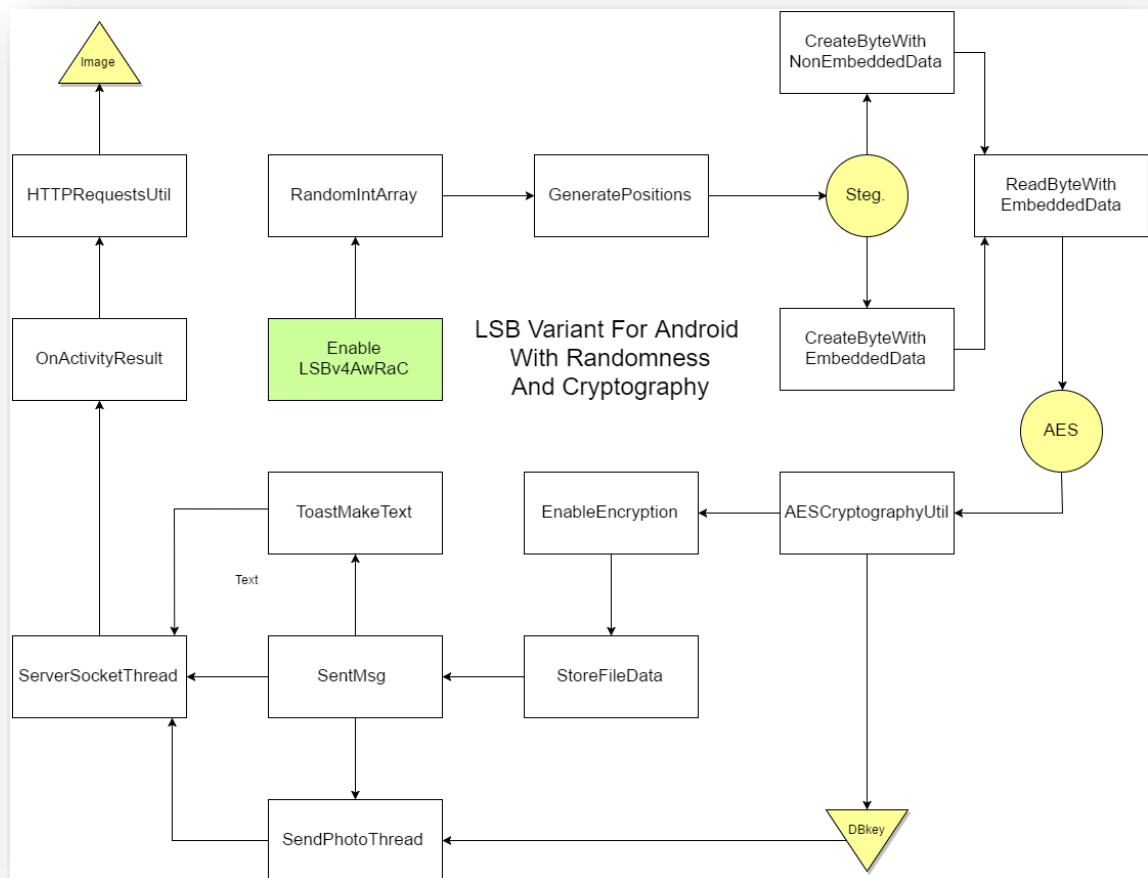 Image
CreateByteWith
NonEmbeddedData
HTTPRequestsUtil
RandomIntArray
GeneratePositions
Steg.
ReadByteWith
EmbeddedData
OnActivityResult
Enable
LSBv4AwRaC
LSB Variant For Android
With Randomness
And Cryptography
CreateByteWith
EmbeddedData
AES
ToastMakeText
EnableEncryption
AESCryptographyUtil
Text
ServerSocketThread
SentMsg
StoreFileData
SendPhotoThread
DBkey